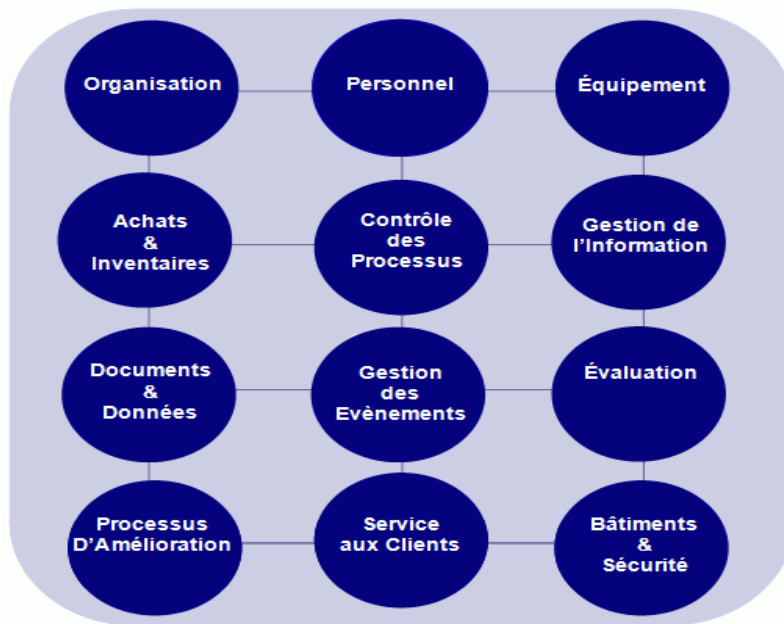 Organisation
Personnel
Équipement
Achats
&
Inventaires
Contrôle
des
Processus
Gestion de
l'Information
Documents
&
Données
Gestion
des
Evènements
Évaluation
Processus
D'Amélioration
Service
aux Clients
Bâtiments
&
Sécurité